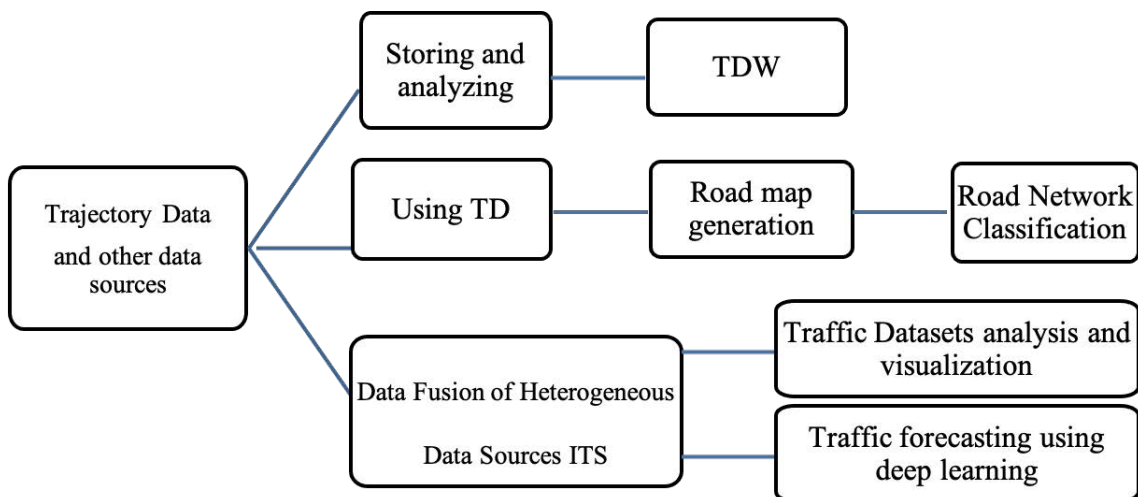 Storing and
analyzing
TDW
Trajectory Data
and other data
sources
Using TD
Road map
generation
Road Network
Classification
Data Fusion of Heterogeneous
Data Sources ITS
Traffic Datasets analysis and
visualization
Traffic forecasting using
deep learning